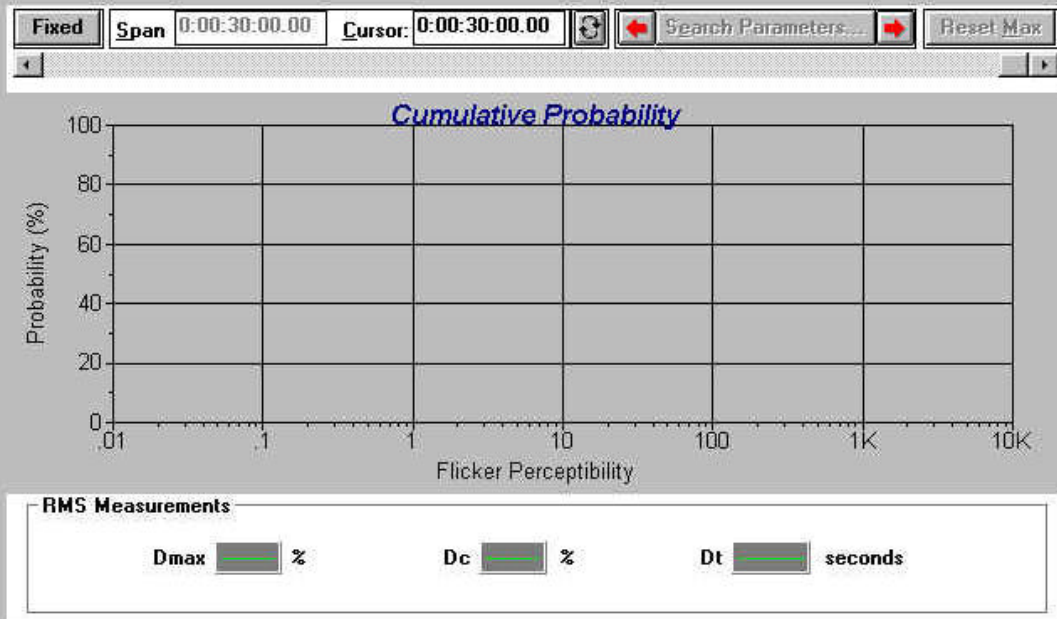 Fixed Span 0:00:30:00.00 Cursor: 0:00:30:00.00 Search Parameters... Reset Max
Cumulative Probability
100
80
60
40
20
0
Probability (%)
.01 .1 1 10 100 1K 10K
Flicker Perceptibility
RMS Measurements
Dmax % Dc % Dt seconds